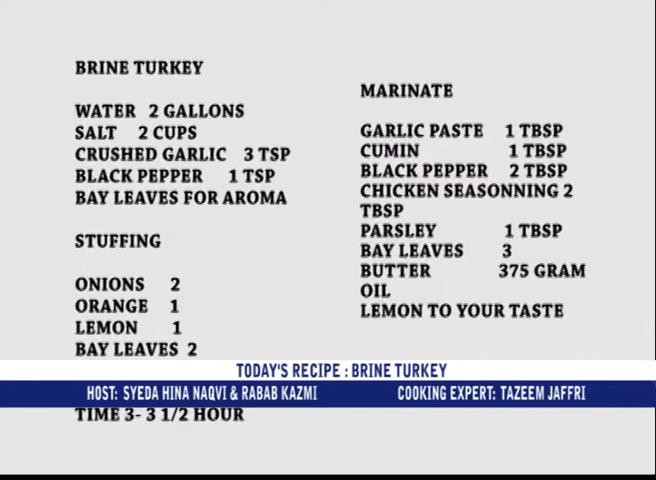 BRINE TURKEY
WATER 2 GALLONS
SALT 2 CUPS
CRUSHED GARLIC 3 TSP
BLACK PEPPER 1 TSP
BAY LEAVES FOR AROMA
STUFFING
ONIONS 2
ORANGE 1
LEMON 1
BAY LEAVES 2
TIME 3- 3 1/2 HOUR
MARINATE
GARLIC PASTE 1 TBSP
CUMIN 1 TBSP
BLACK PEPPER 2 TBSP
CHICKEN SEASONNING 2
TBSP
PARSLEY 1 TBSP
BAY LEAVES 3
BUTTER 375 GRAM
OIL
LEMON TO YOUR TASTE
TODAY'S RECIPE : BRINE TURKEY
HOST: SYEDA HINA NAQVI & RABAB KAZMI
COOKING EXPERT: TAZEEM JAFFRI